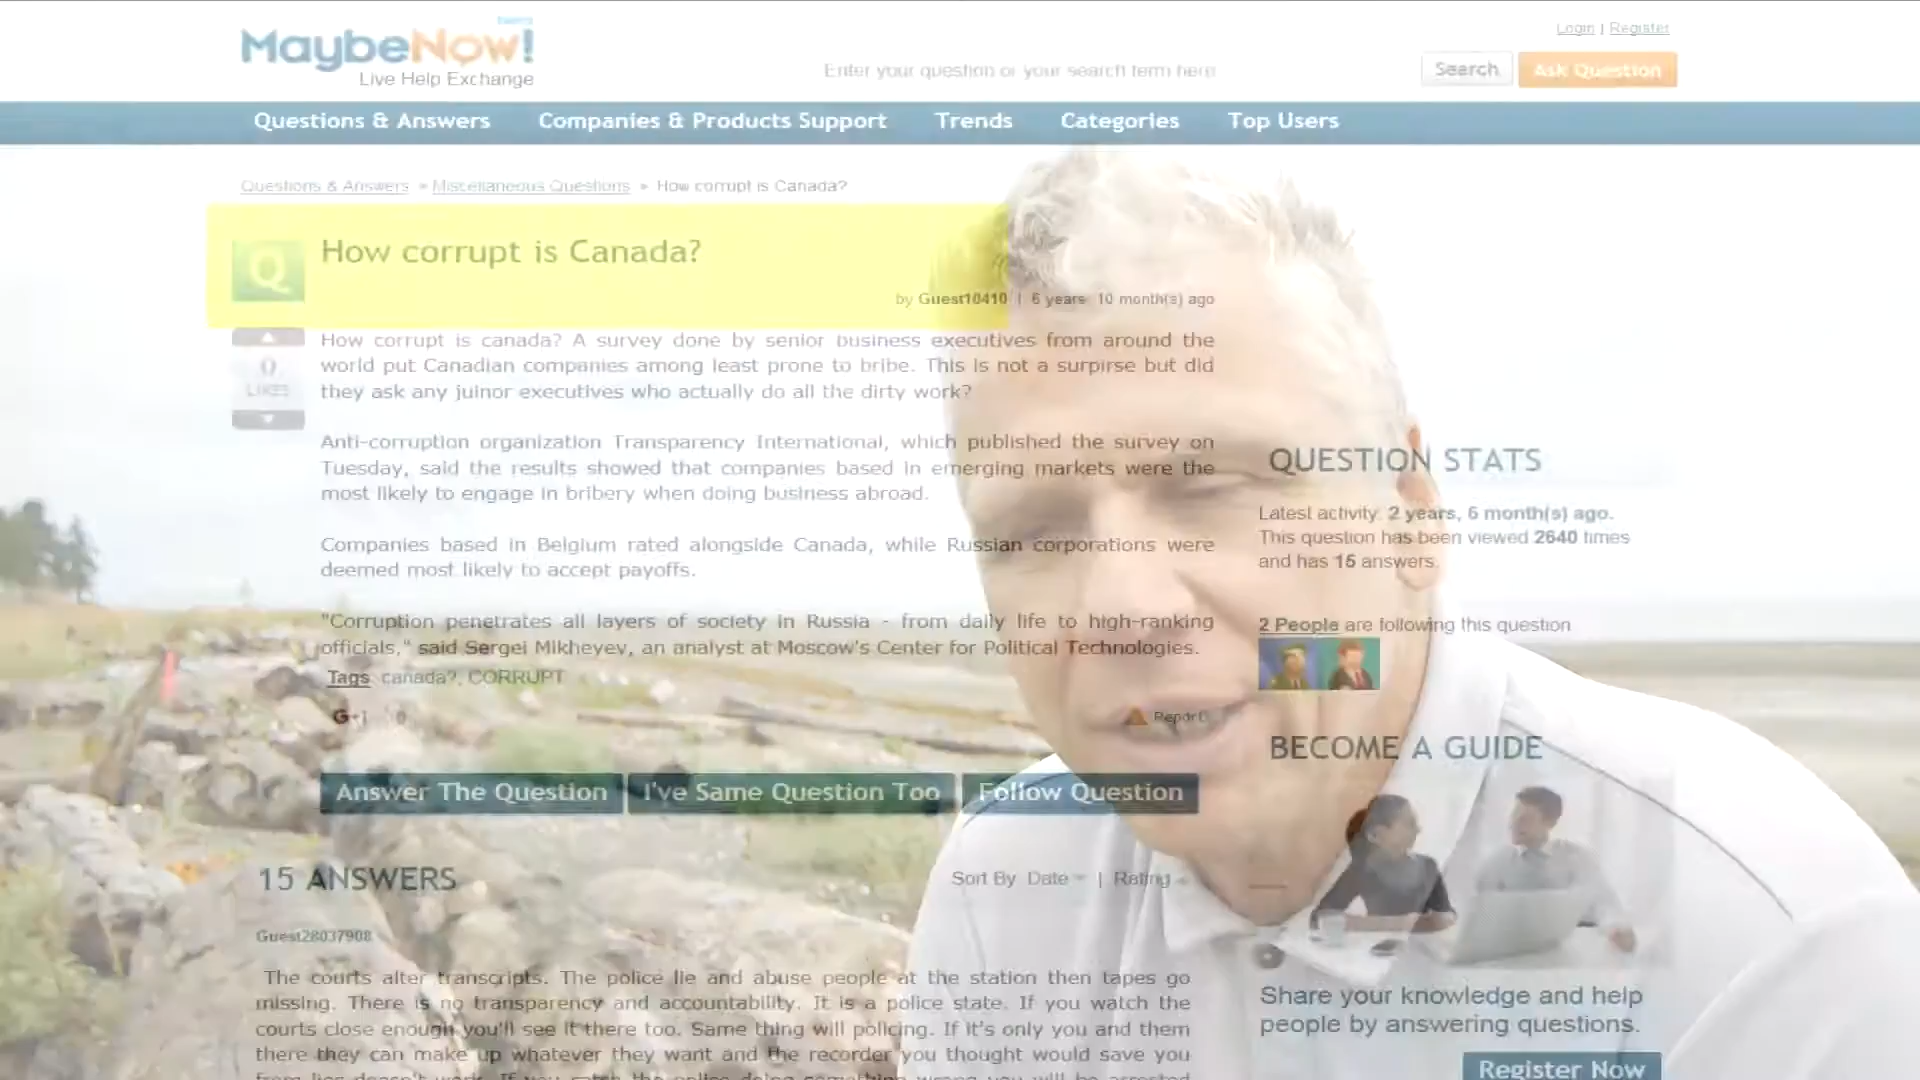 MaybeNow!
Live Help Exchange
Enter your question or your search term here
Login | Register
Search
Ask Question
Questions & Answers
Companies & Products Support
Trends
Categories
Top Users
Questions & Answers » Miscellaneous Questions » How corrupt is Canada?
Q
How corrupt is Canada?
by Guest10410 | 6 years, 10 month(s) ago
0
LIKES
How corrupt is canada? A survey done by senior business executives from around the
world put Canadian companies among least prone to bribe. This is not a surpirse but did
they ask any juinor executives who actually do all the dirty work?
Anti-corruption organization Transparency International, which published the survey on
Tuesday, said the results showed that companies based in emerging markets were the
most likely to engage in bribery when doing business abroad.
Companies based in Belgium rated alongside Canada, while Russian corporations were
deemed most likely to accept payoffs.
"Corruption penetrates all layers of society in Russia - from daily life to high-ranking
officials," said Sergei Mikheyev, an analyst at Moscow's Center for Political Technologies.
Tags canada?, CORRUPT
G+1 0
Report
Answer The Question
I've Same Question Too
Follow Question
QUESTION STATS
Latest activity: 2 years, 6 month(s) ago.
This question has been viewed 2640 times
and has 15 answers.
2 People are following this question
BECOME A GUIDE
Share your knowledge and help
people by answering questions.
Register Now
15 ANSWERS
Sort By Date | Rating
Guest28037908
The courts alter transcripts. The police lie and abuse people at the station then tapes go
missing. There is no transparency and accountability. It is a police state. If you watch the
courts close enough you'll see it there too. Same thing will policing. If it's only you and them
there they can make up whatever they want and the recorder you thought would save you